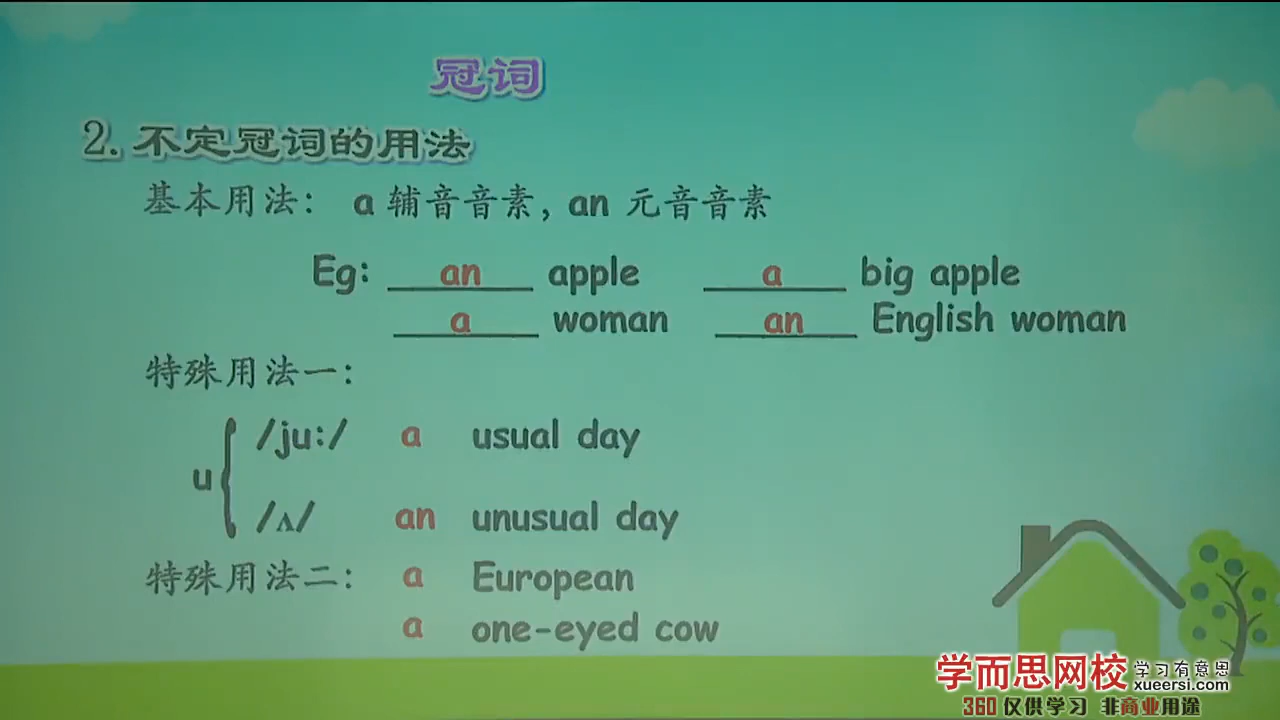 冠词
2. 不定冠词的用法
基本用法： a 辅音音素, an 元音音素
Eg: an apple a big apple
a woman an English woman
特殊用法一：
/ju:/ a usual day
u
/ʌ/ an unusual day
特殊用法二： a European
a one-eyed cow
学而思网校 学习有意思
xueersi.com
360 仅供学习 非商业用途